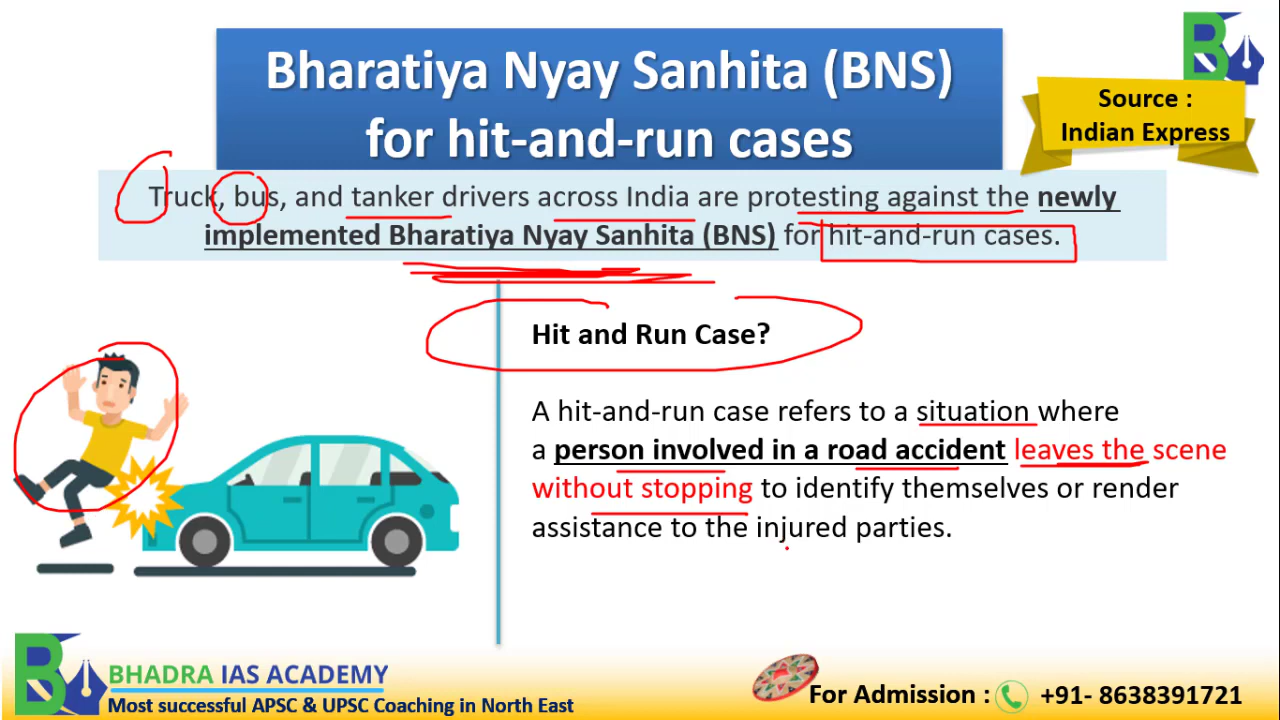 Bharatiya Nyay Sanhita (BNS)
for hit-and-run cases
Source :
Indian Express
Truck, bus, and tanker drivers across India are protesting against the newly
implemented Bharatiya Nyay Sanhita (BNS) for hit-and-run cases.
Hit and Run Case?
A hit-and-run case refers to a situation where
a person involved in a road accident leaves the scene
without stopping to identify themselves or render
assistance to the injured parties.
BHADRA IAS ACADEMY
Most successful APSC & UPSC Coaching in North East
For Admission : +91- 8638391721